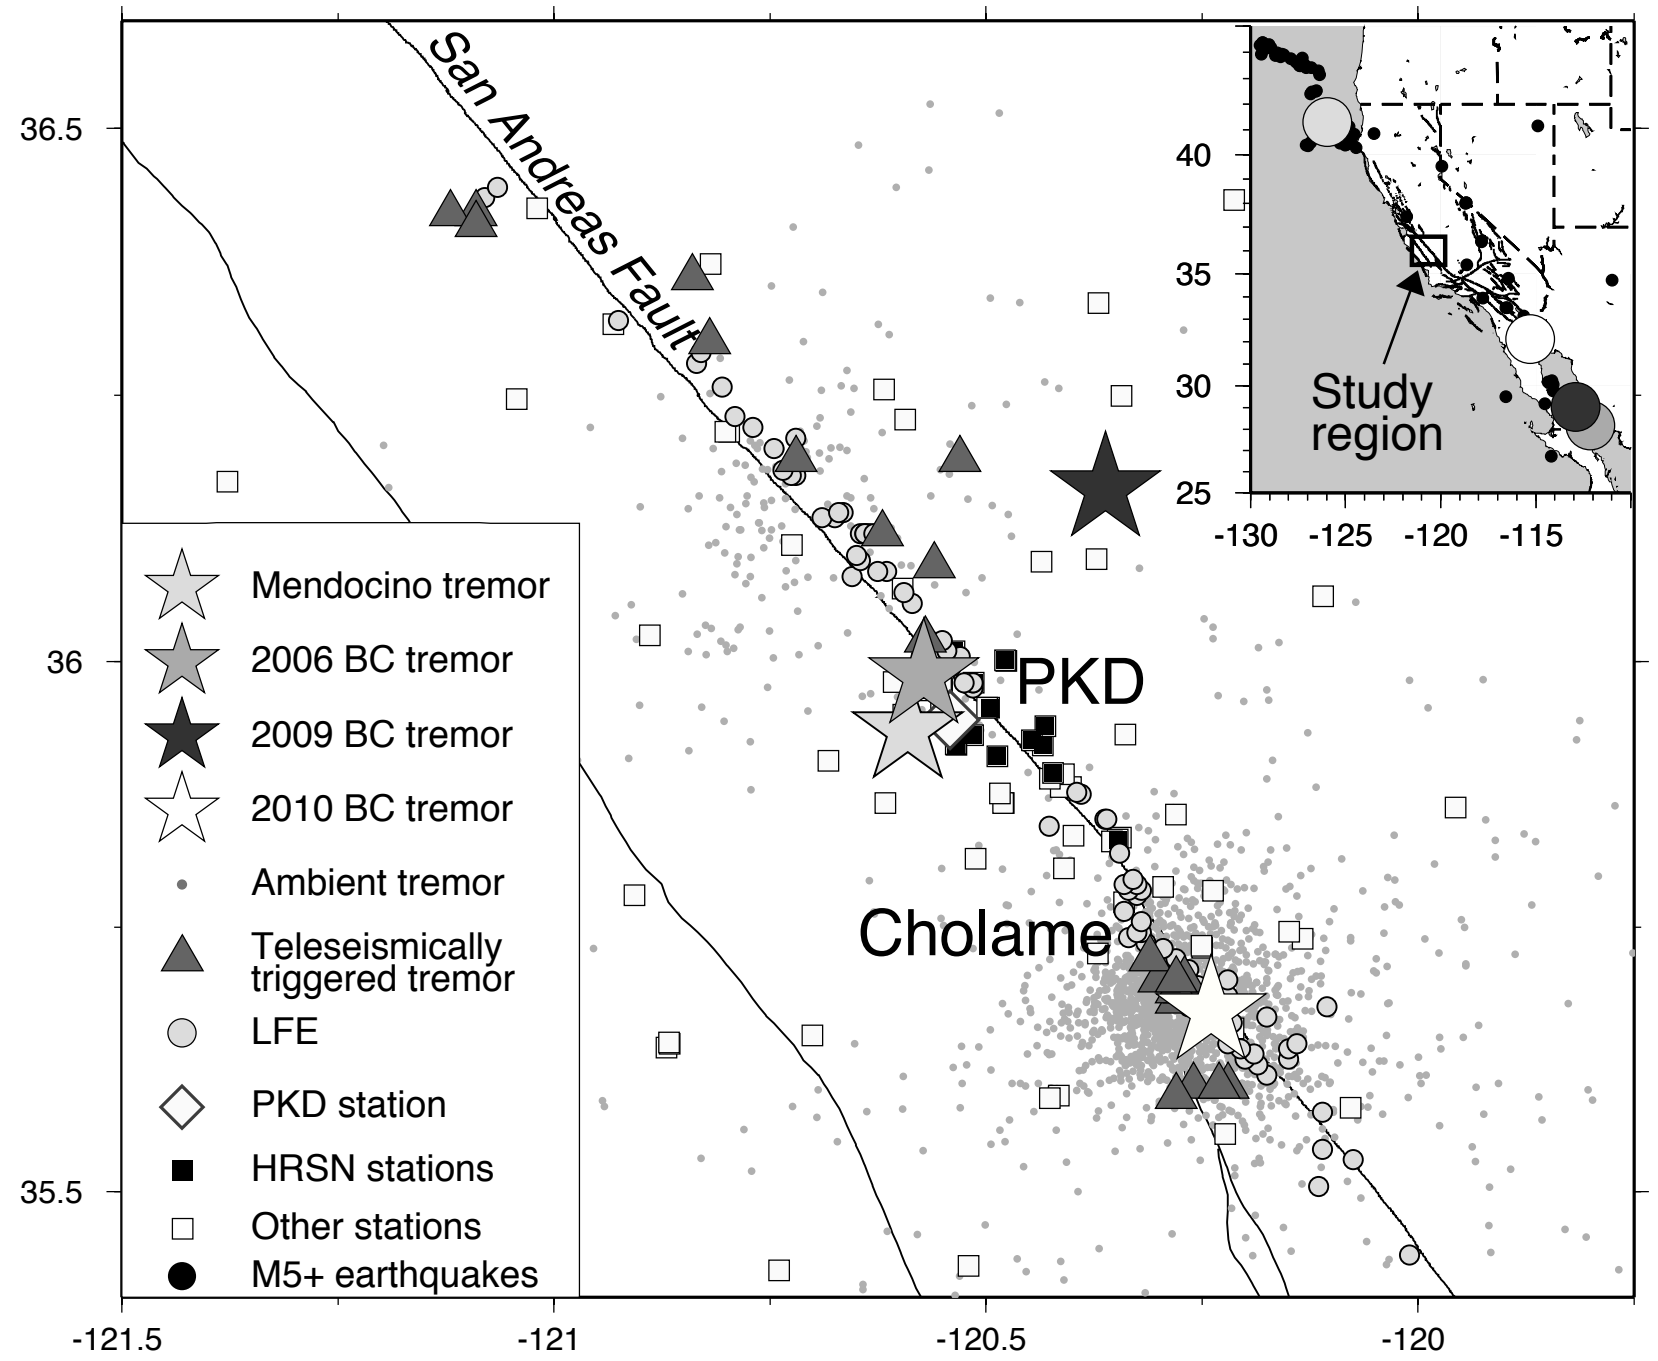 San Andreas Fault
36.5
36
35.5
-121.5
-121
-120.5
-120
PKD
Cholame
Mendocino tremor
2006 BC tremor
2009 BC tremor
2010 BC tremor
Ambient tremor
Teleseismically
triggered tremor
LFE
PKD station
HRSN stations
Other stations
M5+ earthquakes
40
35
30
25
-130
-125
-120
-115
Study
region